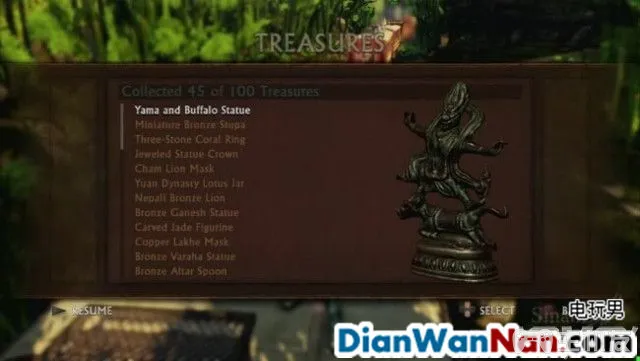 TREASURES
Collected 45 of 100 Treasures
Yama and Buffalo Statue
Miniature Bronze Stupa
Three-Stone Coral Ring
Jeweled Statue Crown
Cham Lion Mask
Yuan Dynasty Lotus Jar
Nepali Bronze Lion
Bronze Ganesh Statue
Carved Jade Figurine
Copper Lakhe Mask
Bronze Varaha Statue
Bronze Altar Spoon
RESUME
SELECT
电玩男
DianWanNan.com